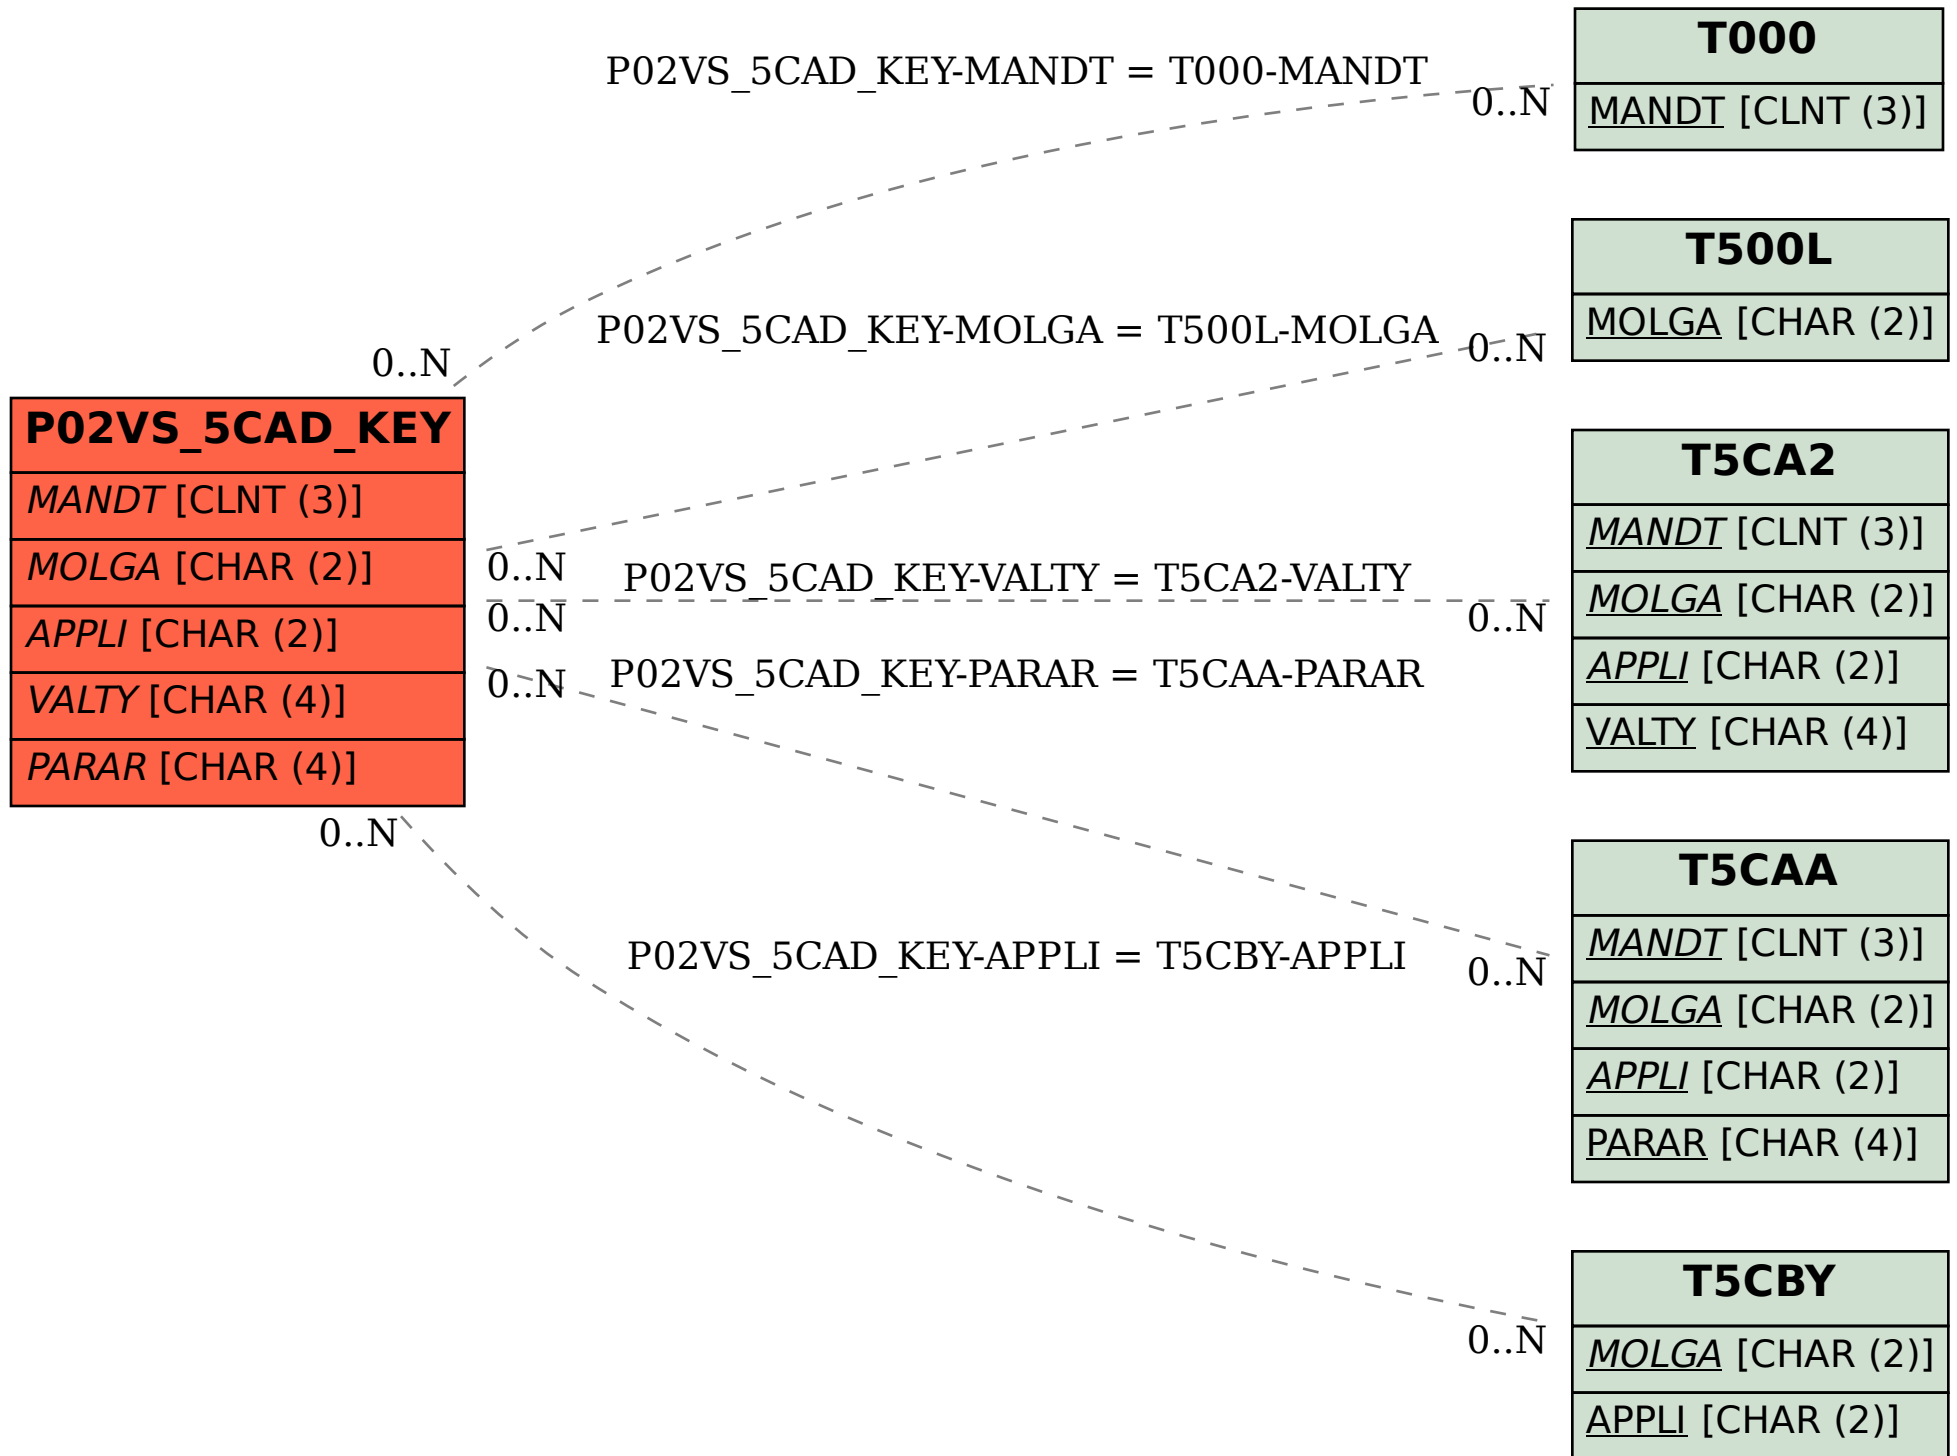 P02VS_5CAD_KEY
MANDT [CLNT (3)]
MOLGA [CHAR (2)]
APPLI [CHAR (2)]
VALTY [CHAR (4)]
PARAR [CHAR (4)]
P02VS_5CAD_KEY-MANDT = T000-MANDT
0..N
0..N
P02VS_5CAD_KEY-MOLGA = T500L-MOLGA
0..N
0..N
P02VS_5CAD_KEY-VALTY = T5CA2-VALTY
0..N
0..N
P02VS_5CAD_KEY-PARAR = T5CAA-PARAR
0..N
0..N
P02VS_5CAD_KEY-APPLI = T5CBY-APPLI
0..N
0..N
T000
MANDT [CLNT (3)]
T500L
MOLGA [CHAR (2)]
T5CA2
MANDT [CLNT (3)]
MOLGA [CHAR (2)]
APPLI [CHAR (2)]
VALTY [CHAR (4)]
T5CAA
MANDT [CLNT (3)]
MOLGA [CHAR (2)]
APPLI [CHAR (2)]
PARAR [CHAR (4)]
T5CBY
MOLGA [CHAR (2)]
APPLI [CHAR (2)]